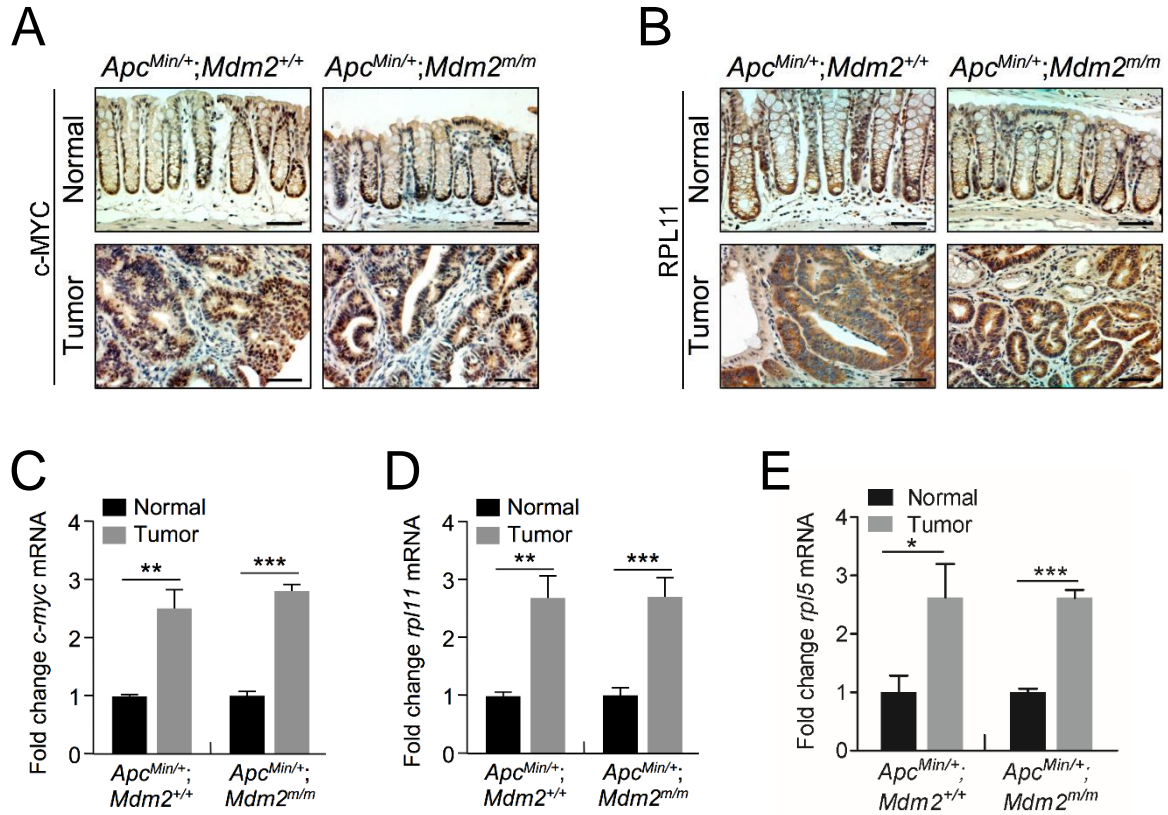 A
Apc^Min/+;Mdm2^+/+ Apc^Min/+;Mdm2^m/m
c-MYC
Normal
Tumor
B
Apc^Min/+;Mdm2^+/+ Apc^Min/+;Mdm2^m/m
RPL11
Normal
Tumor
C
Normal
Tumor
Fold change c-myc mRNA
4
3
2
1
0
**
***
Apc^Min/+;
Mdm2^+/+
Apc^Min/+;
Mdm2^m/m
D
Normal
Tumor
Fold change rpl11 mRNA
4
3
2
1
0
**
***
Apc^Min/+;
Mdm2^+/+
Apc^Min/+;
Mdm2^m/m
E
Normal
Tumor
Fold change rpl5 mRNA
4
3
2
1
0
*
***
Apc^Min/+;
Mdm2^+/+
Apc^Min/+;
Mdm2^m/m